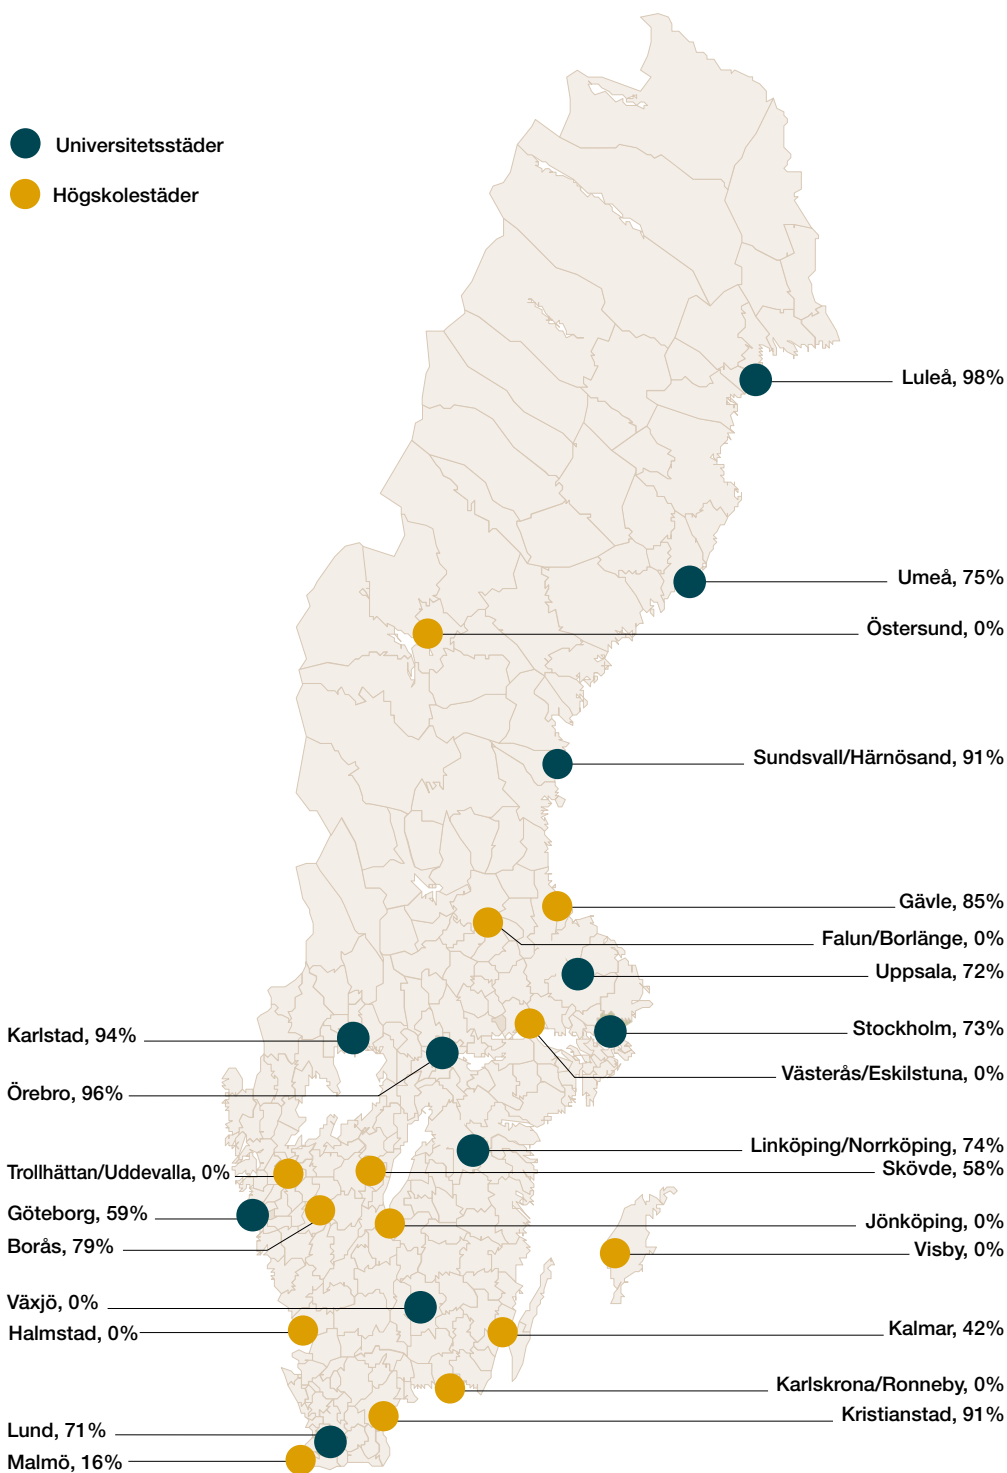 Universitetsstäder
Högskolestäder
Luleå, 98%
Umeå, 75%
Östersund, 0%
Sundsvall/Härnösand, 91%
Gävle, 85%
Falun/Borlänge, 0%
Uppsala, 72%
Stockholm, 73%
Västerås/Eskilstuna, 0%
Linköping/Norrköping, 74%
Skövde, 58%
Jönköping, 0%
Visby, 0%
Kalmar, 42%
Karlskrona/Ronneby, 0%
Kristianstad, 91%
Karlstad, 94%
Örebro, 96%
Trollhättan/Uddevalla, 0%
Göteborg, 59%
Borås, 79%
Växjö, 0%
Halmstad, 0%
Lund, 71%
Malmö, 16%